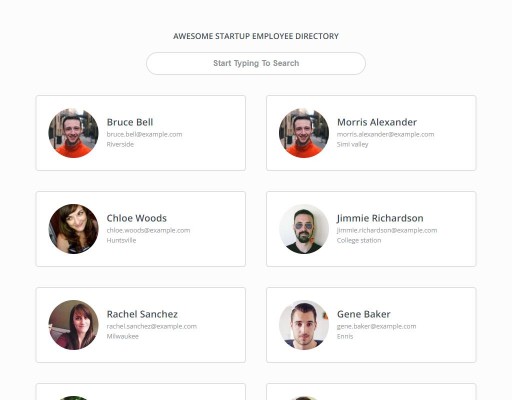 AWESOME STARTUP EMPLOYEE DIRECTORY
Start Typing To Search
Bruce Bell
bruce.bell@example.com
Riverside
Morris Alexander
morris.alexander@example.com
Simi valley
Chloe Woods
chloe.woods@example.com
Huntsville
Jimmie Richardson
jimmie.richardson@example.com
College station
Rachel Sanchez
rachel.sanchez@example.com
Milwaukee
Gene Baker
gene.baker@example.com
Ennis